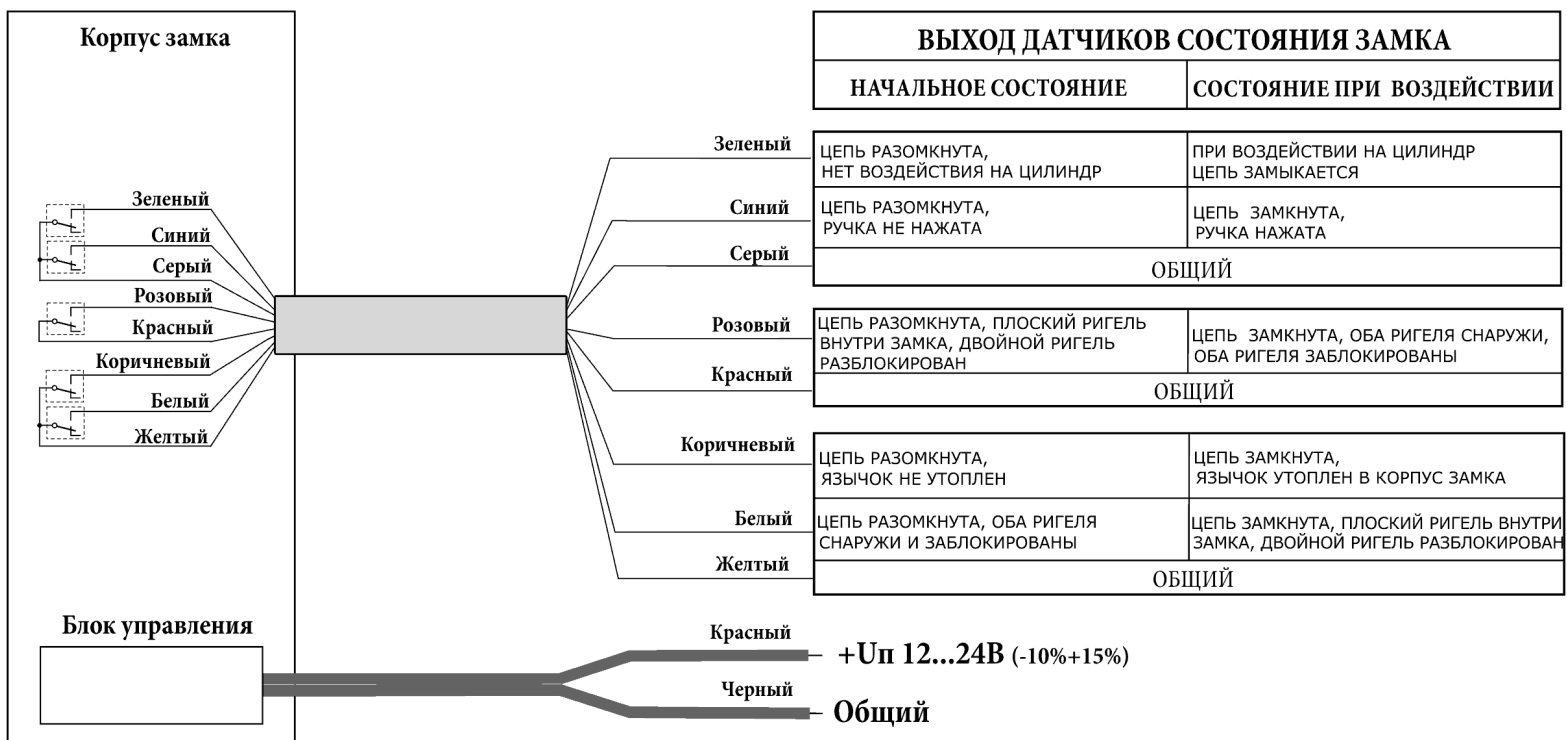 Корпус замка
Зеленый
Синий
Серый
Розовый
Красный
Коричневый
Белый
Желтый
Блок управления
ВЫХОД ДАТЧИКОВ СОСТОЯНИЯ ЗАМКА
НАЧАЛЬНОЕ СОСТОЯНИЕ
СОСТОЯНИЕ ПРИ ВОЗДЕЙСТВИИ
Зеленый
ЦЕПЬ РАЗОМКНУТА,
НЕТ ВОЗДЕЙСТВИЯ НА ЦИЛИНДР
ПРИ ВОЗДЕЙСТВИИ НА ЦИЛИНДР
ЦЕПЬ ЗАМЫКАЕТСЯ
Синий
ЦЕПЬ РАЗОМКНУТА,
РУЧКА НЕ НАЖАТА
ЦЕПЬ ЗАМКНУТА,
РУЧКА НАЖАТА
Серый
ОБЩИЙ
Розовый
ЦЕПЬ РАЗОМКНУТА, ПЛОСКИЙ РИГЕЛЬ
ВНУТРИ ЗАМКА, ДВОЙНОЙ РИГЕЛЬ
РАЗБЛОКИРОВАН
ЦЕПЬ ЗАМКНУТА, ОБА РИГЕЛЯ СНАРУЖИ,
ОБА РИГЕЛЯ ЗАБЛОКИРОВАНЫ
Красный
ОБЩИЙ
Коричневый
ЦЕПЬ РАЗОМКНУТА,
ЯЗЫЧОК НЕ УТОПЛЕН
ЦЕПЬ ЗАМКНУТА,
ЯЗЫЧОК УТОПЛЕН В КОРПУС ЗАМКА
Белый
ЦЕПЬ РАЗОМКНУТА, ОБА РИГЕЛЯ
СНАРУЖИ И ЗАБЛОКИРОВАНЫ
ЦЕПЬ ЗАМКНУТА, ПЛОСКИЙ РИГЕЛЬ ВНУТРИ
ЗАМКА, ДВОЙНОЙ РИГЕЛЬ РАЗБЛОКИРОВАН
Желтый
ОБЩИЙ
Красный
+Uп 12...24В (-10%+15%)
Черный
Общий